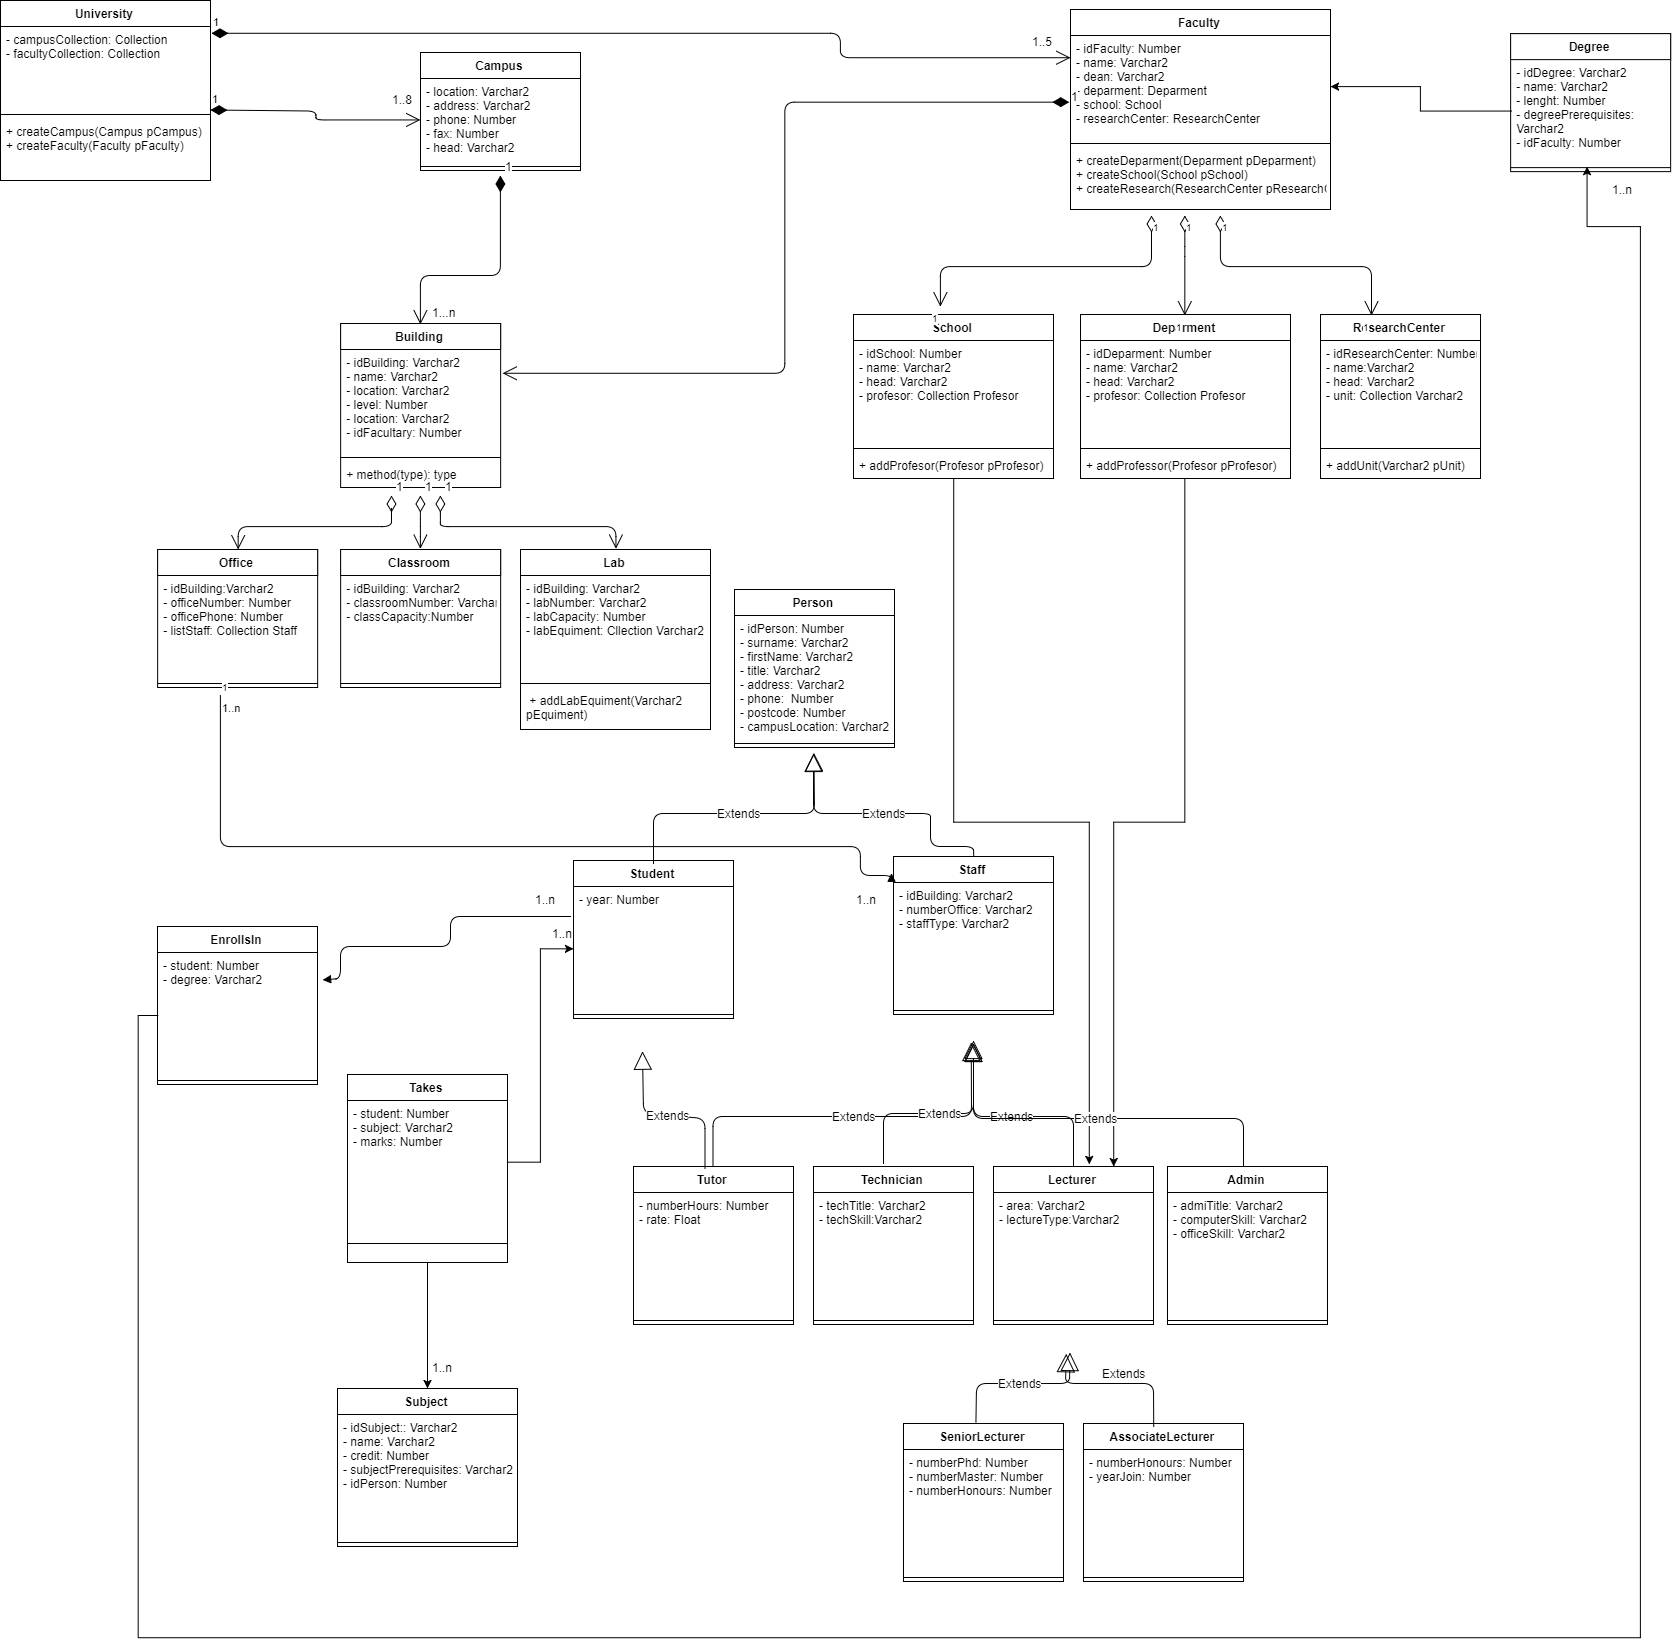 University
- campusCollection: Collection
- facultyCollection: Collection
+ createCampus(Campus pCampus)
+ createFaculty(Faculty pFaculty)
1
1
1..8
1..5
Campus
- location: Varchar2
- address: Varchar2
- phone: Number
- fax: Number
- head: Varchar2
1
Faculty
- idFaculty: Number
- name: Varchar2
- dean: Varchar2
- deparment: Deparment
- school: School
- researchCenter: ResearchCenter
+ createDeparment(Deparment pDeparment)
+ createSchool(School pSchool)
+ createResearch(ResearchCenter pResearch(
1
1
1
1
Degree
- idDegree: Varchar2
- name: Varchar2
- lenght: Number
- degreePrerequisites:
Varchar2
- idFaculty: Number
1..n
1...n
Building
- idBuilding: Varchar2
- name: Varchar2
- location: Varchar2
- level: Number
- location: Varchar2
- idFacultary: Number
+ method(type): type
1
1
1
1
School
- idSchool: Number
- name: Varchar2
- head: Varchar2
- profesor: Collection Profesor
+ addProfesor(Profesor pProfesor)
1
Deparment
- idDeparment: Number
- name: Varchar2
- head: Varchar2
- profesor: Collection Profesor
+ addProfessor(Profesor pProfesor)
1
ResearchCenter
- idResearchCenter: Number
- name:Varchar2
- head: Varchar2
- unit: Collection Varchar2
+ addUnit(Varchar2 pUnit)
Office
- idBuilding:Varchar2
- officeNumber: Number
- officePhone: Number
- listStaff: Collection Staff
1
1..n
Classroom
- idBuilding: Varchar2
- classroomNumber: Varchar
- classCapacity:Number
Lab
- idBuilding: Varchar2
- labNumber: Varchar2
- labCapacity: Number
- labEquiment: Cllection Varchar2
+ addLabEquiment(Varchar2
pEquiment)
Person
- idPerson: Number
- surname: Varchar2
- firstName: Varchar2
- title: Varchar2
- address: Varchar2
- phone: Number
- postcode: Number
- campusLocation: Varchar2
Extends
Extends
Student
- year: Number
1..n
1..n
Staff
- idBuilding: Varchar2
- numberOffice: Varchar2
- staffType: Varchar2
1..n
EnrollsIn
- student: Number
- degree: Varchar2
Takes
- student: Number
- subject: Varchar2
- marks: Number
Extends
Extends
Extends
Extends
Extends
Tutor
- numberHours: Number
- rate: Float
Technician
- techTitle: Varchar2
- techSkill:Varchar2
Lecturer
- area: Varchar2
- lectureType:Varchar2
Admin
- admiTitle: Varchar2
- computerSkill: Varchar2
- officeSkill: Varchar2
1..n
Subject
- idSubject:: Varchar2
- name: Varchar2
- credit: Number
- subjectPrerequisites: Varchar2
- idPerson: Number
Extends
Extends
SeniorLecturer
- numberPhd: Number
- numberMaster: Number
- numberHonours: Number
AssociateLecturer
- numberHonours: Number
- yearJoin: Number